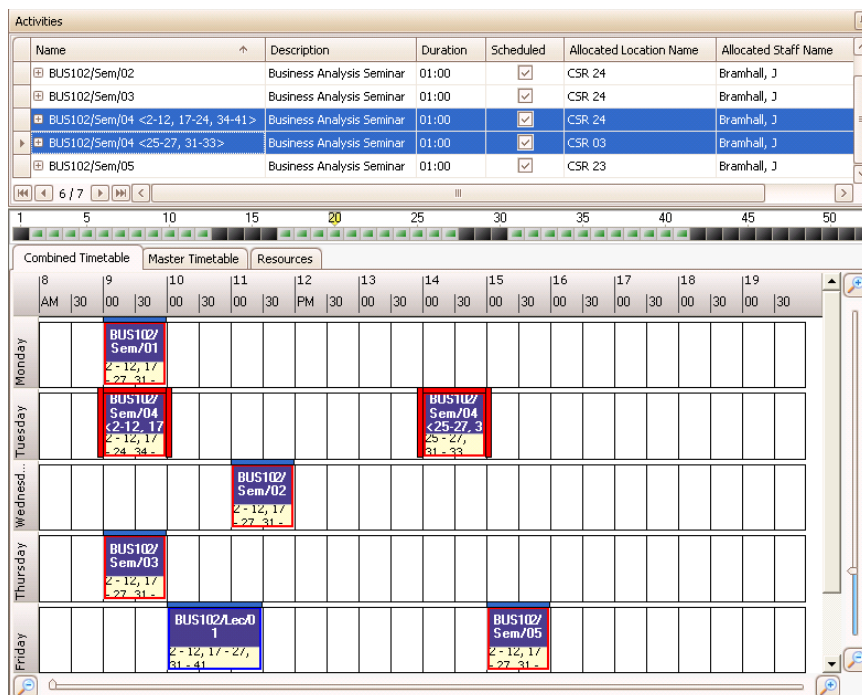 Activities
Name Description Duration Scheduled Allocated Location Name Allocated Staff Name
BUS102/Sem/02 Business Analysis Seminar 01:00 CSR 24 Bramhall, J
BUS102/Sem/03 Business Analysis Seminar 01:00 CSR 24 Bramhall, J
BUS102/Sem/04 <2-12, 17-24, 34-41> Business Analysis Seminar 01:00 CSR 24 Bramhall, J
BUS102/Sem/04 <25-27, 31-33> Business Analysis Seminar 01:00 CSR 03 Bramhall, J
BUS102/Sem/05 Business Analysis Seminar 01:00 CSR 23 Bramhall, J
6 / 7
1 5 10 15 20 25 30 35 40 45 50
Combined Timetable Master Timetable Resources
8 9 10 11 12 13 14 15 16 17 18 19
AM 30 00 30 00 30 00 30 PM 30 00 30 00 30 00 30 00 30 00 30 00 30 00 30
Monday
BUS102/
Sem/01
2 - 12, 17
- 27, 31 -
Tuesday
BUS102/
Sem/04
<2-12, 17
2 - 12, 17
- 24, 34 -
BUS102/
Sem/04
<25-27, 3
25 - 27,
31 - 33
Wednesd...
BUS102/
Sem/02
2 - 12, 17
- 27, 31 -
Thursday
BUS102/
Sem/03
2 - 12, 17
- 27, 31 -
Friday
BUS102/Lec/0
1
2 - 12, 17 - 27,
31 - 41
BUS102/
Sem/05
2 - 12, 17
- 27, 31 -